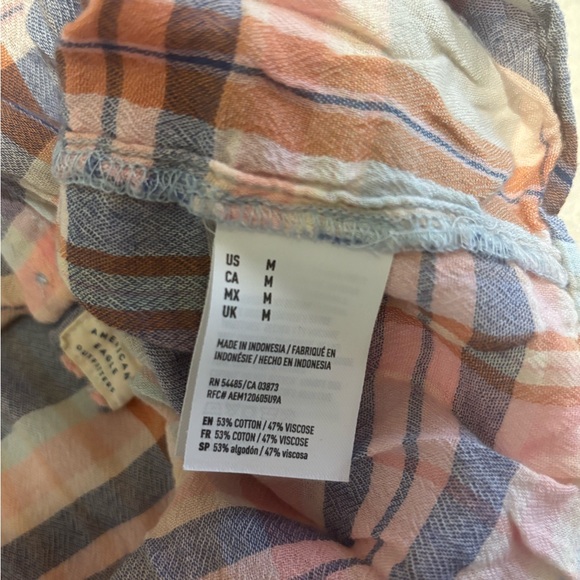 US M
CA M
MX M
UK M
MADE IN INDONESIA / FABRIQUÉ EN
INDONÉSIE / HECHO EN INDONESIA
RN 54485/CA 03873
RFC# AEM120605U9A
EN 53% COTTON / 47% VISCOSE
FR 53% COTON / 47% VISCOSE
SP 53% algodón / 47% viscosa
AMERICAN
EAGLE
OUTFITTERS